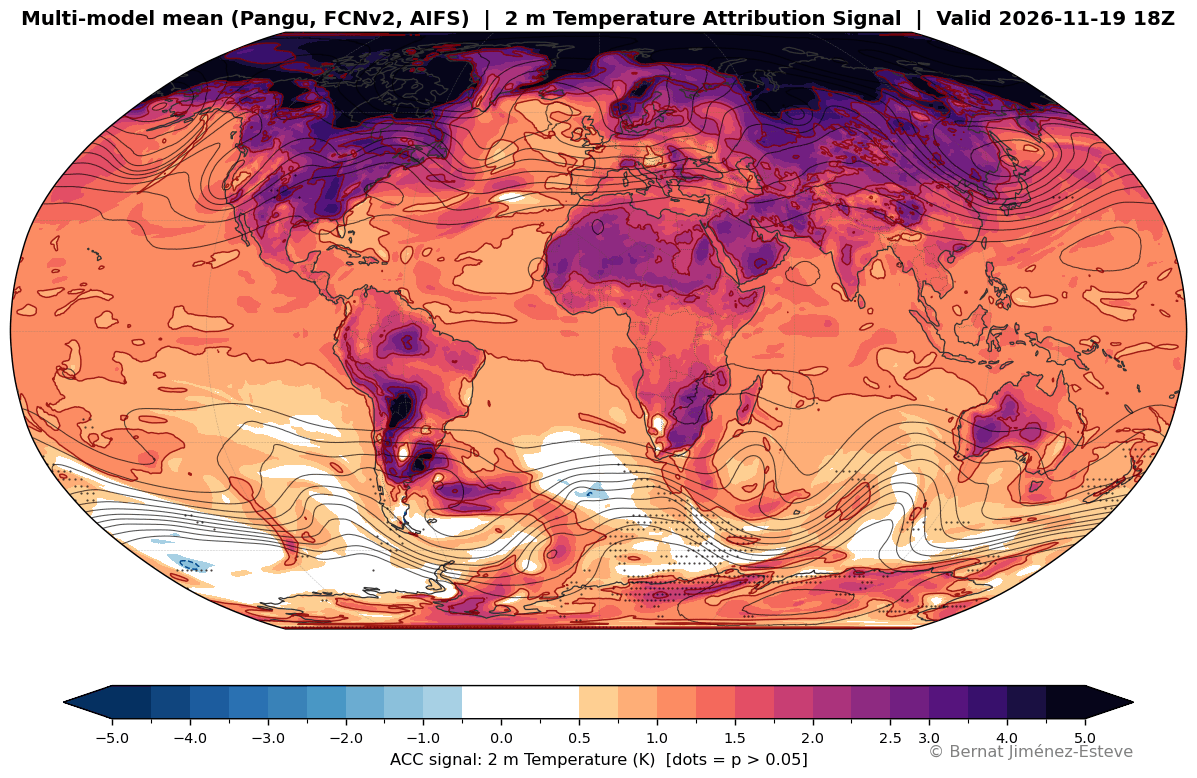 Multi-model mean (Pangu, FCNv2, AIFS)  |  2 m Temperature Attribution Signal  |  Valid 2026-11-19 18Z
−5.0 −4.0 −3.0 −2.0 −1.0 0.0 0.5 1.0 1.5 2.0 2.5 3.0 4.0 5.0
ACC signal: 2 m Temperature (K)  [dots = p > 0.05]
© Bernat Jiménez-Esteve